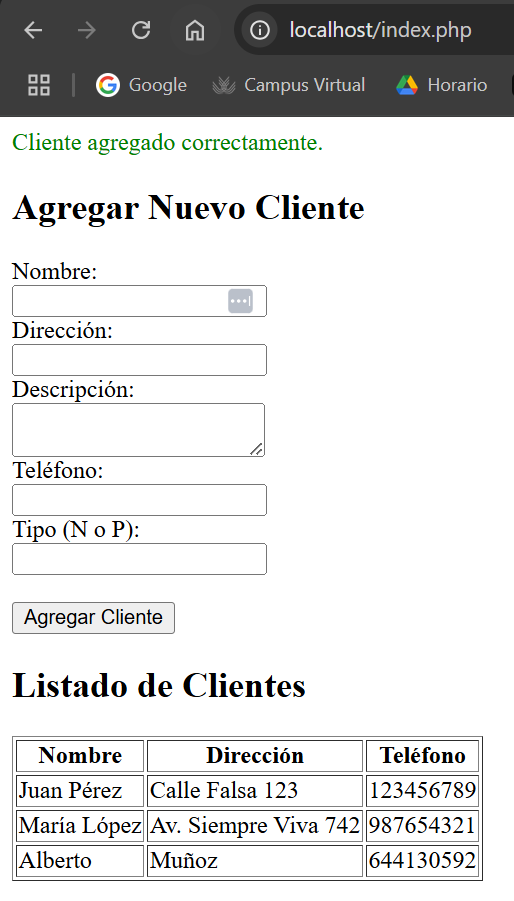 localhost/index.php
Google Campus Virtual Horario
Cliente agregado correctamente.
Agregar Nuevo Cliente
Nombre:
Dirección:
Descripción:
Teléfono:
Tipo (N o P):
Agregar Cliente
Listado de Clientes
Nombre Dirección Teléfono
Juan Pérez Calle Falsa 123 123456789
María López Av. Siempre Viva 742 987654321
Alberto Muñoz 644130592